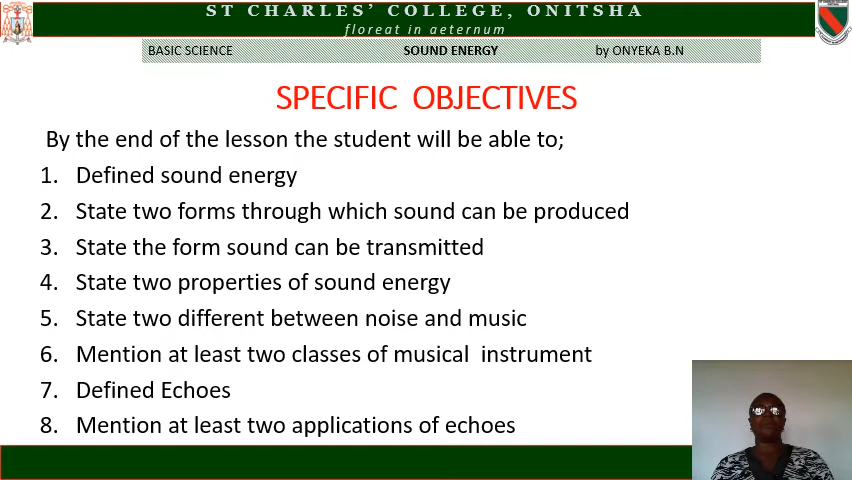 ST CHARLES' COLLEGE, ONITSHA
floreat in aeternum
BASIC SCIENCE SOUND ENERGY by ONYEKA B.N
SPECIFIC OBJECTIVES
By the end of the lesson the student will be able to;
1. Defined sound energy
2. State two forms through which sound can be produced
3. State the form sound can be transmitted
4. State two properties of sound energy
5. State two different between noise and music
6. Mention at least two classes of musical instrument
7. Defined Echoes
8. Mention at least two applications of echoes